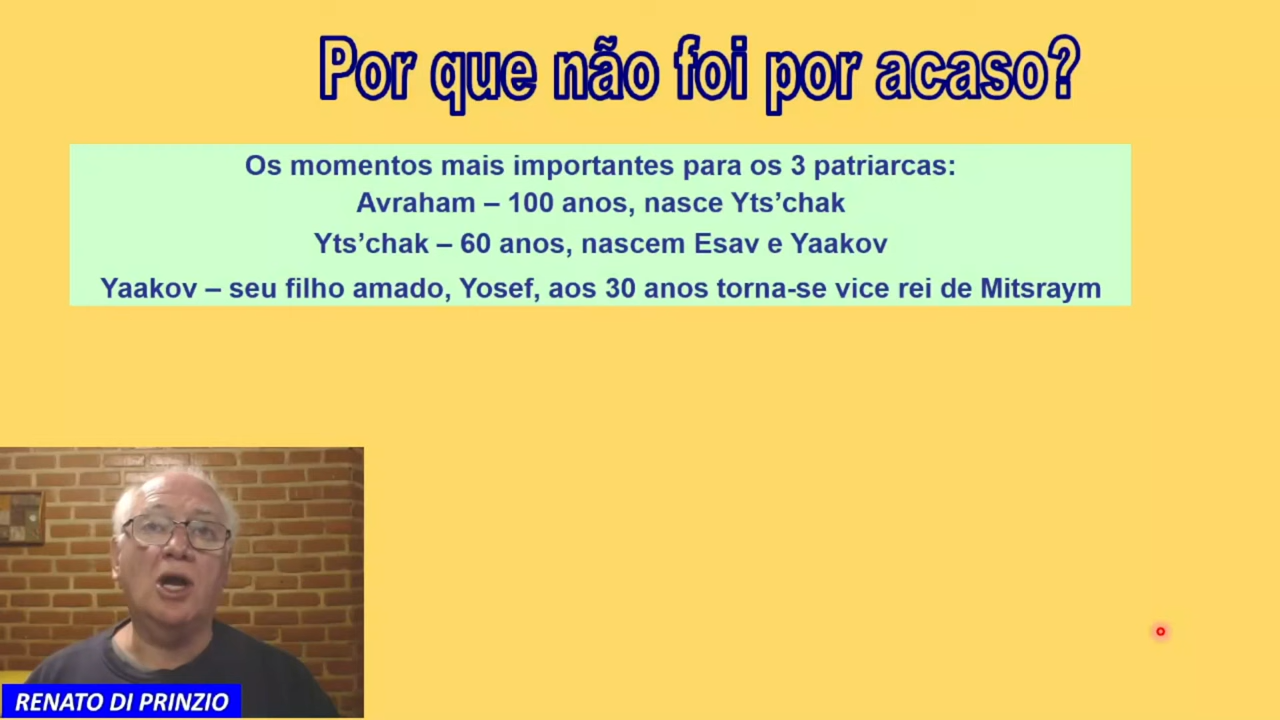 Por que não foi por acaso?
Os momentos mais importantes para os 3 patriarcas:
Avraham – 100 anos, nasce Yts’chak
Yts’chak – 60 anos, nascem Esav e Yaakov
Yaakov – seu filho amado, Yosef, aos 30 anos torna-se vice rei de Mitsraym
RENATO DI PRINZIO